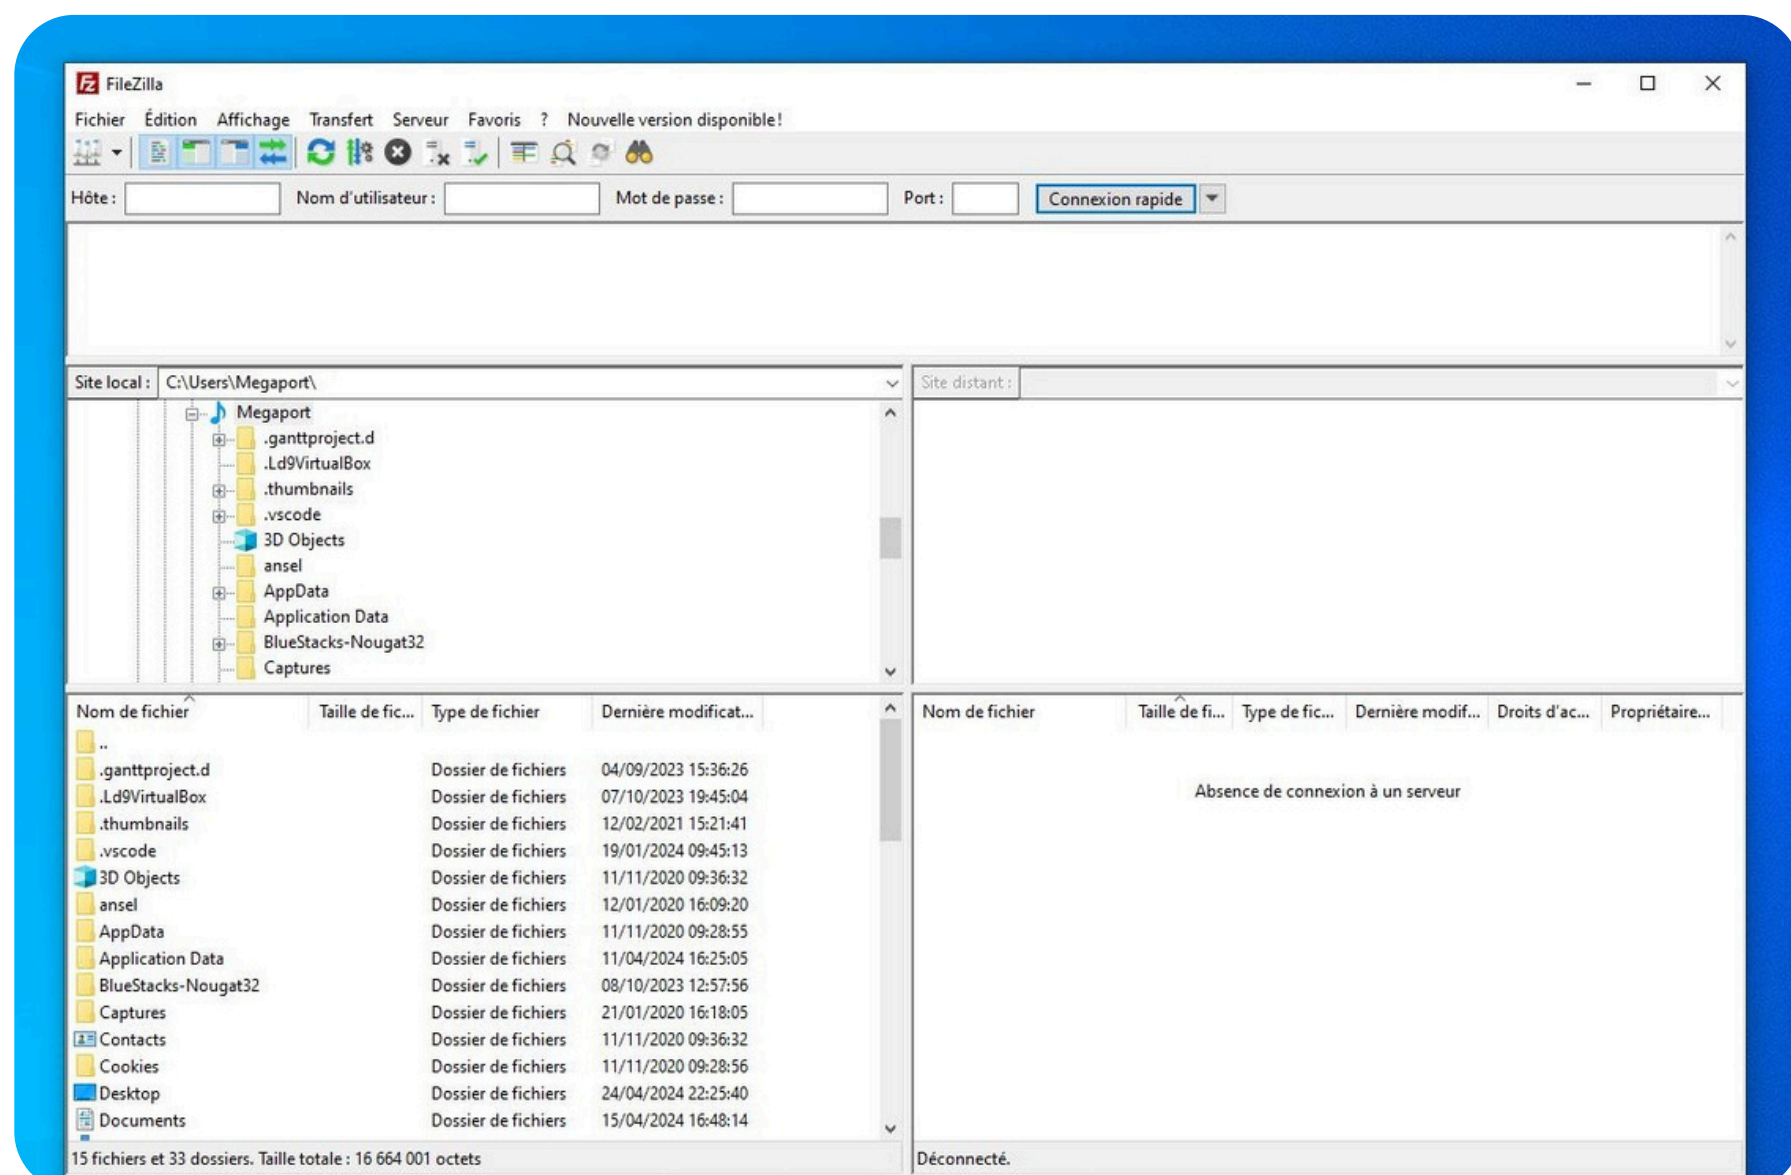 FileZilla
Fichier Édition Affichage Transfert Serveur Favoris ? Nouvelle version disponible!
Hôte : Nom d'utilisateur : Mot de passe : Port : Connexion rapide
Site local : C:\Users\Megaport\
Site distant :
Megaport
.ganttproject.d
.Ld9VirtualBox
.thumbnails
.vscode
3D Objects
ansel
AppData
Application Data
BlueStacks-Nougat32
Captures
Nom de fichier Taille de fic... Type de fichier Dernière modificat...
..
.ganttproject.d Dossier de fichiers 04/09/2023 15:36:26
.Ld9VirtualBox Dossier de fichiers 07/10/2023 19:45:04
.thumbnails Dossier de fichiers 12/02/2021 15:21:41
.vscode Dossier de fichiers 19/01/2024 09:45:13
3D Objects Dossier de fichiers 11/11/2020 09:36:32
ansel Dossier de fichiers 12/01/2020 16:09:20
AppData Dossier de fichiers 11/11/2020 09:28:55
Application Data Dossier de fichiers 11/04/2024 16:25:05
BlueStacks-Nougat32 Dossier de fichiers 08/10/2023 12:57:56
Captures Dossier de fichiers 21/01/2020 16:18:05
Contacts Dossier de fichiers 11/11/2020 09:36:32
Cookies Dossier de fichiers 11/11/2020 09:28:56
Desktop Dossier de fichiers 24/04/2024 22:25:40
Documents Dossier de fichiers 15/04/2024 16:48:14
15 fichiers et 33 dossiers. Taille totale : 16 664 001 octets
Nom de fichier Taille de fi... Type de fic... Dernière modif... Droits d'ac... Propriétaire...
Absence de connexion à un serveur
Déconnecté.